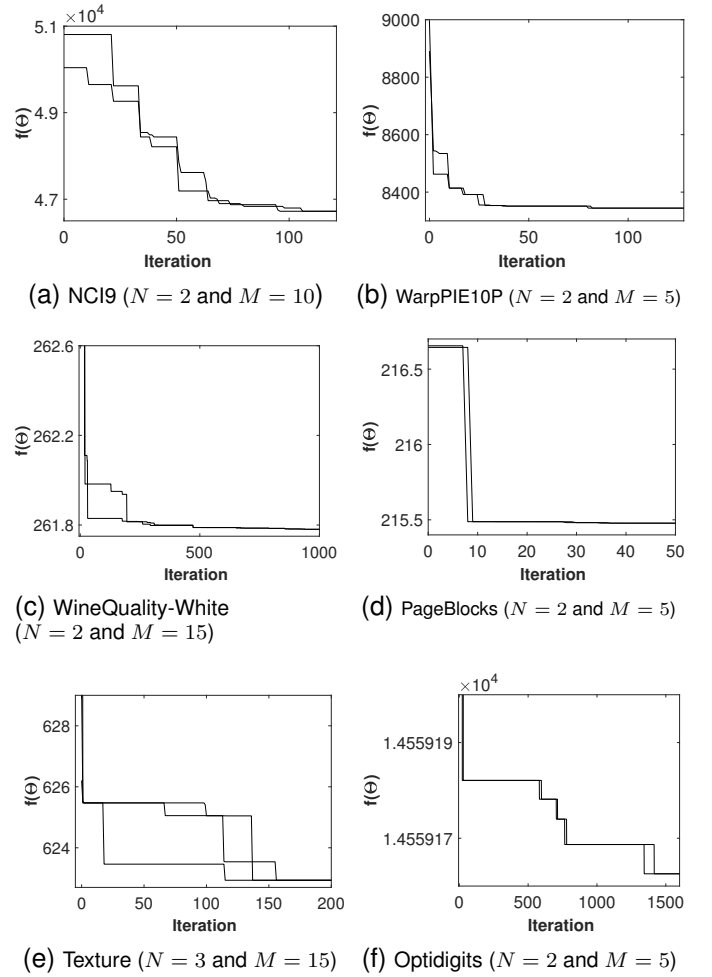 ×10⁴
5.1
4.9
4.7
f(Θ)
0 50 100
Iteration
(a) NCI9 (N = 2 and M = 10)
9000
8800
8600
8400
f(Θ)
0 50 100
Iteration
(b) WarpPIE10P (N = 2 and M = 5)
262.6
262.2
261.8
f(Θ)
0 500 1000
Iteration
(c) WineQuality-White
(N = 2 and M = 15)
216.5
216
215.5
f(Θ)
0 10 20 30 40 50
Iteration
(d) PageBlocks (N = 2 and M = 5)
628
626
624
f(Θ)
0 50 100 150 200
Iteration
(e) Texture (N = 3 and M = 15)
×10⁴
1.455919
1.455917
f(Θ)
0 500 1000 1500
Iteration
(f) Optidigits (N = 2 and M = 5)